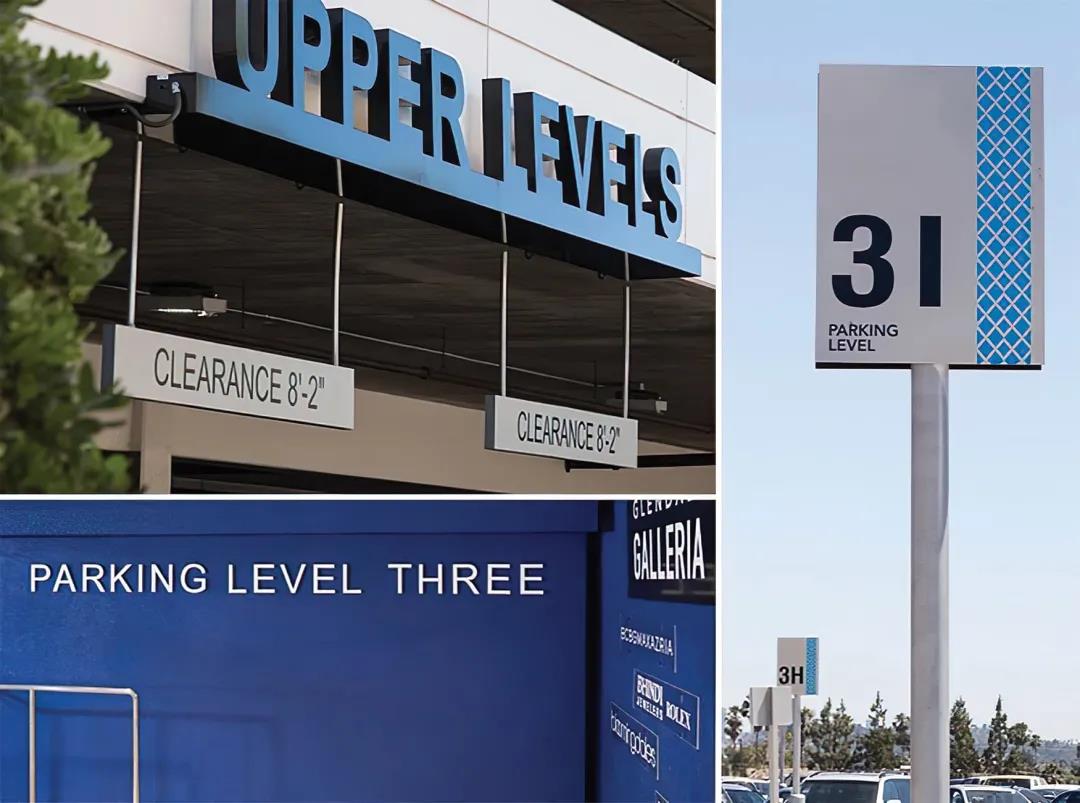 UPPER LEVELS
CLEARANCE 8'-2"
CLEARANCE 8'-2"
PARKING LEVEL THREE
GALLERIA
BCBGMAXAZRIA
BHINDI
JEWELERS
ROLEX
bloomingdale's
3I
PARKING
LEVEL
3H